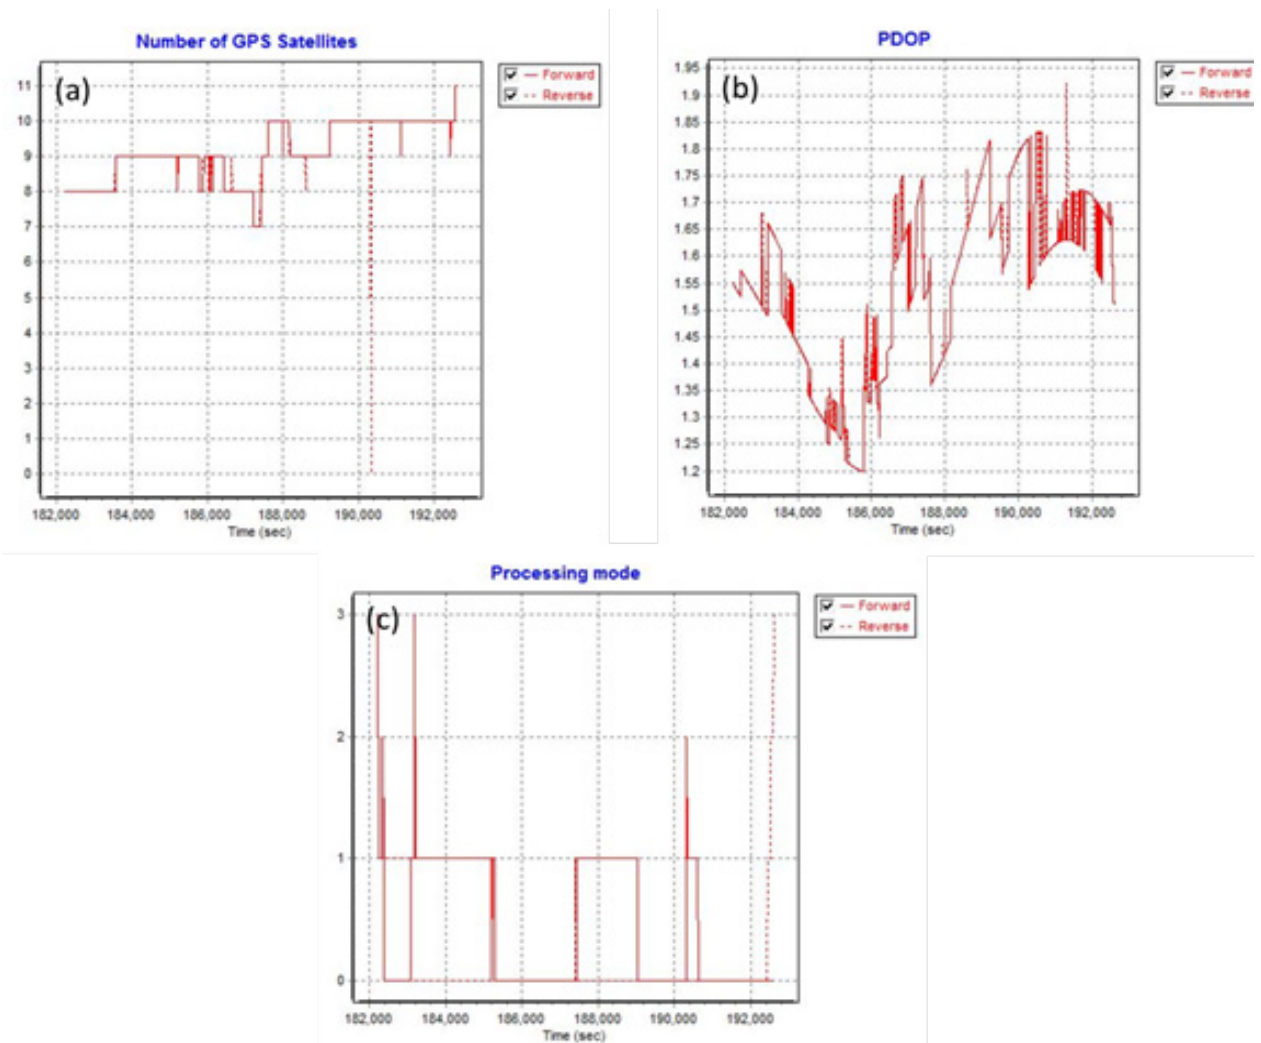 Number of GPS Satellites
(a)
Forward
Reverse
11
10
9
8
7
6
5
4
3
2
1
0
182,000 184,000 186,000 188,000 190,000 192,000
Time (sec)
PDOP
(b)
Forward
Reverse
1.95
1.9
1.85
1.8
1.75
1.7
1.65
1.6
1.55
1.5
1.45
1.4
1.35
1.3
1.25
1.2
182,000 184,000 186,000 188,000 190,000 192,000
Time (sec)
Processing mode
(c)
Forward
Reverse
3
2
1
0
182,000 184,000 186,000 188,000 190,000 192,000
Time (sec)